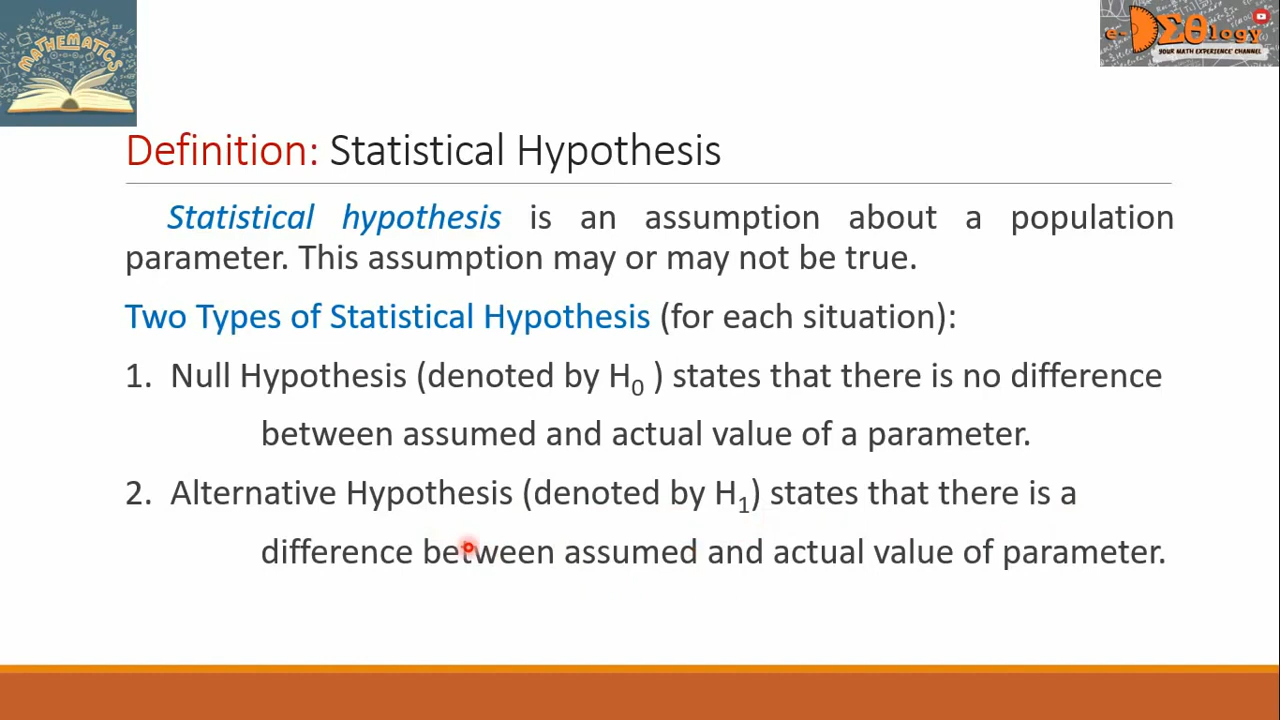 MATHEMATICS
e-DΣθlogy
YOUR MATH EXPERIENCE CHANNEL
Definition: Statistical Hypothesis
Statistical hypothesis is an assumption about a population
parameter. This assumption may or may not be true.
Two Types of Statistical Hypothesis (for each situation):
1. Null Hypothesis (denoted by H₀ ) states that there is no difference
between assumed and actual value of a parameter.
2. Alternative Hypothesis (denoted by H₁) states that there is a
difference between assumed and actual value of parameter.